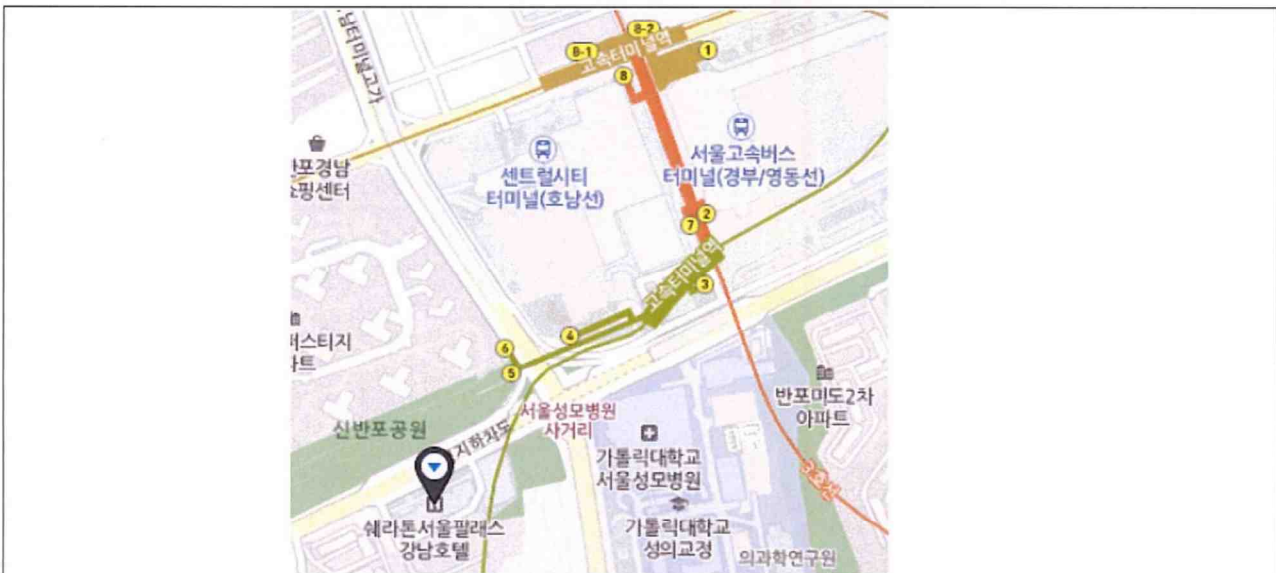 8-2
8-1
고속터미널역
1
남터미널고가
8
서울고속버스
터미널(경부/영동선)
센트럴시티
터미널(호남선)
반포경남
쇼핑센터
2
7
고속터미널역
3
4
6
5
퍼스티지
서울성모병원
사거리
반포미도2차
아파트
신반포공원
지하차도
가톨릭대학교
서울성모병원
3호선
쉐라톤서울팔래스
강남호텔
가톨릭대학교
성의교정
의과학연구원